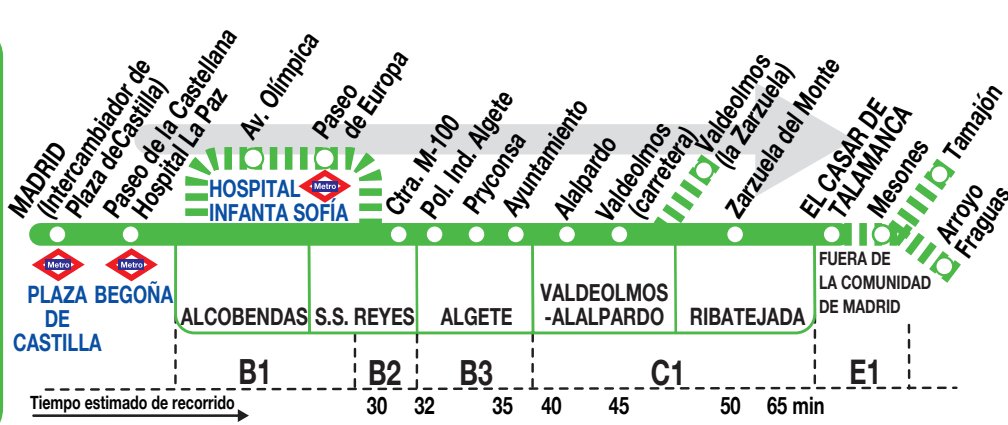 MADRID
(Intercambiador de
Plaza deCastilla)
Paseo de la Castellana
Hospital La Paz
Av. Olímpica
Paseo
de Europa
Ctra. M-100
Pol. Ind. Algete
Pryconsa
Ayuntamiento
Alalpardo
Valdeolmos
(carretera)
Valdeolmos
(la Zarzuela)
Zarzuela del Monte
EL CASAR DE
TALAMANCA
Mesones
Tamajón
Arroyo
Fraguas
HOSPITAL
INFANTA SOFÍA
Metro
Metro
Metro
PLAZA
DE
CASTILLA
BEGOÑA
ALCOBENDAS
S.S. REYES
ALGETE
VALDEOLMOS
-ALALPARDO
RIBATEJADA
FUERA DE
LA COMUNIDAD
DE MADRID
B1
B2
B3
C1
E1
Tiempo estimado de recorrido
30
32
35
40
45
50
65 min